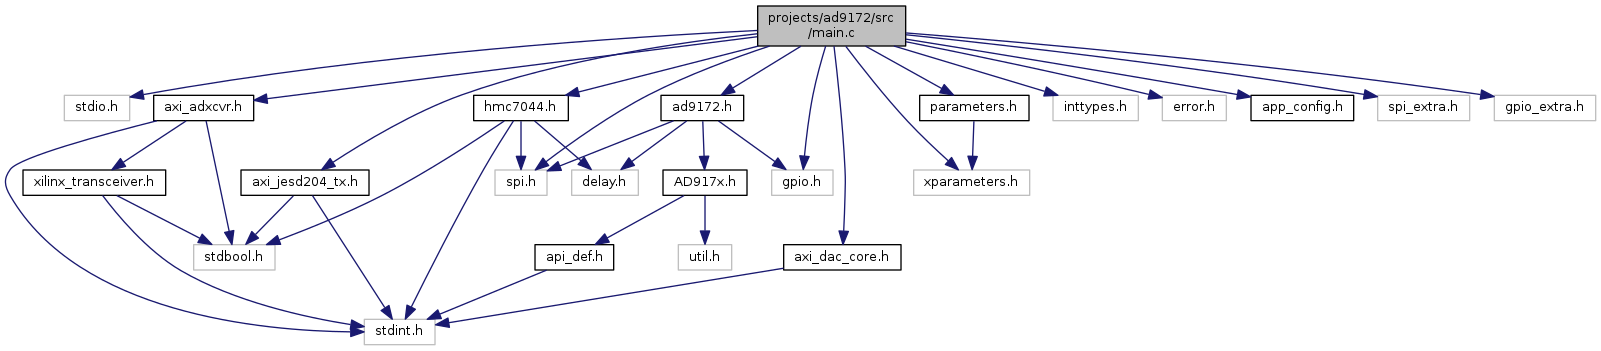 projects/ad9172/src
/main.c
stdio.h
axi_adxcvr.h
hmc7044.h
ad9172.h
parameters.h
inttypes.h
error.h
app_config.h
spi_extra.h
gpio_extra.h
xilinx_transceiver.h
axi_jesd204_tx.h
spi.h
delay.h
AD917x.h
gpio.h
xparameters.h
stdbool.h
api_def.h
util.h
axi_dac_core.h
stdint.h